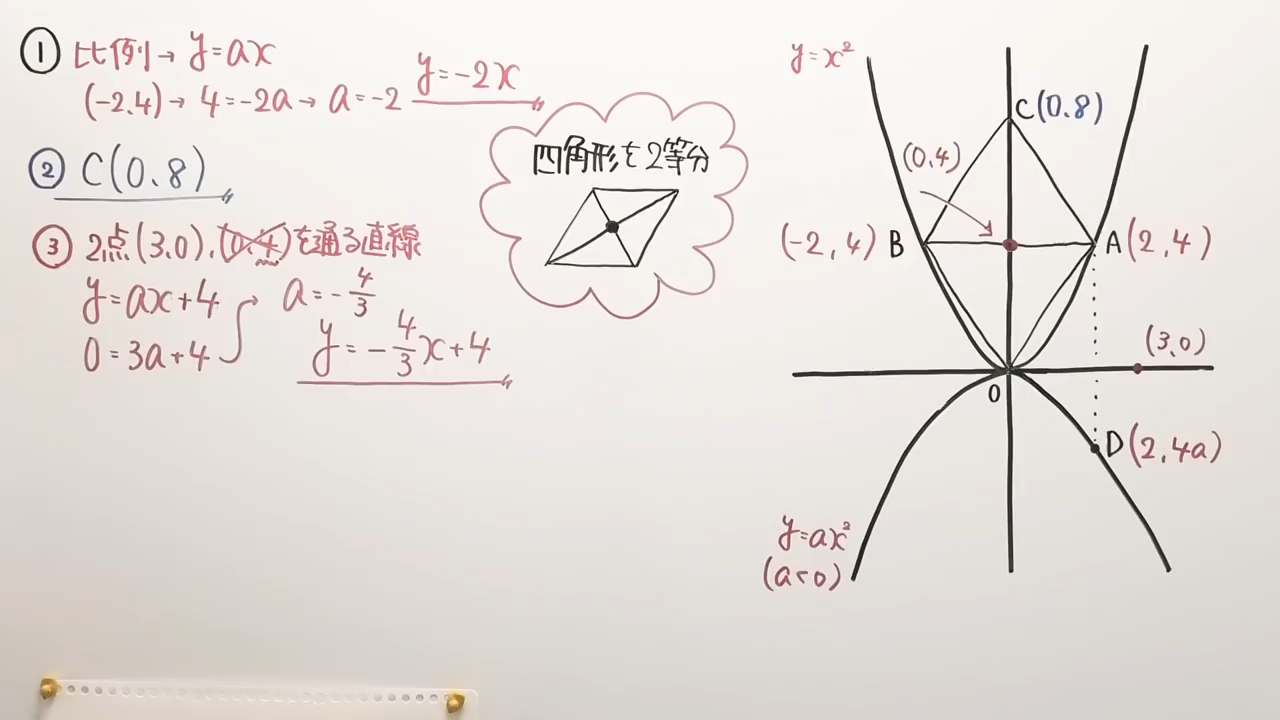 ① 比例→ y=ax
(-2.4)→ 4=-2a→ a=-2 y=-2x
② C(0.8)
③ 2点(3.0).(0.4)を通る直線
y=ax+4
0=3a+4
a=-4/3
y=-4/3x+4
四角形を2等分
y=x²
C(0.8)
(0.4)
(-2,4) B
A(2,4)
(3,0)
O
D(2,4a)
y=ax²
(a<0)